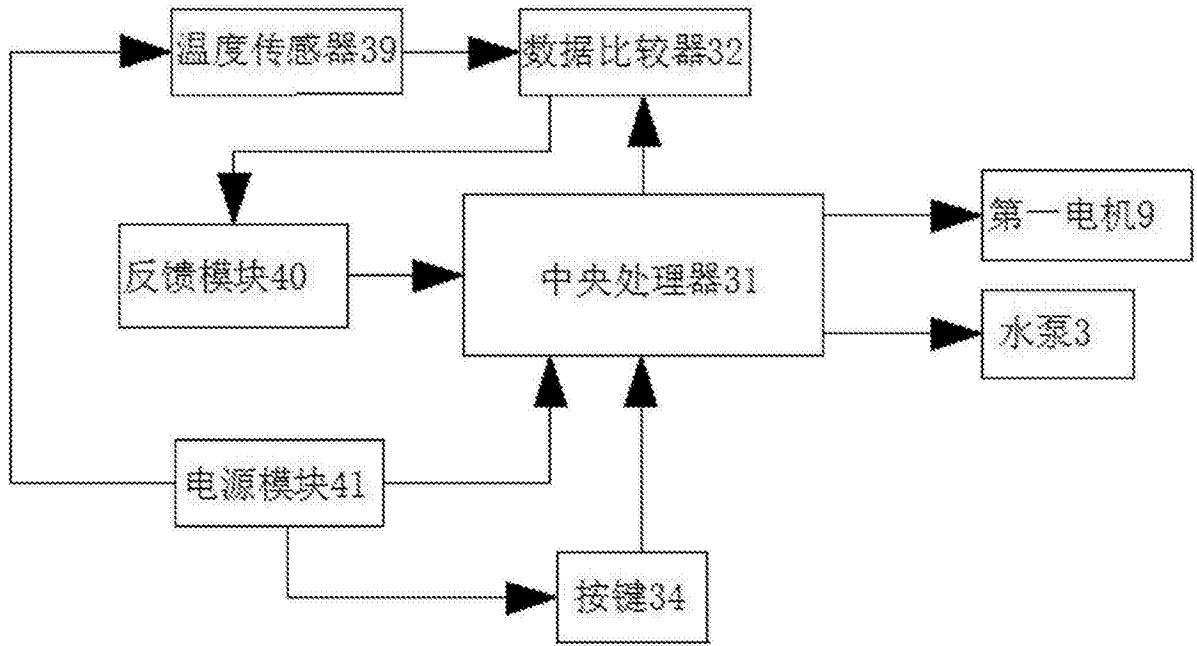 温度传感器39
数据比较器32
第一电机9
反馈模块40
中央处理器31
水泵3
电源模块41
按键34